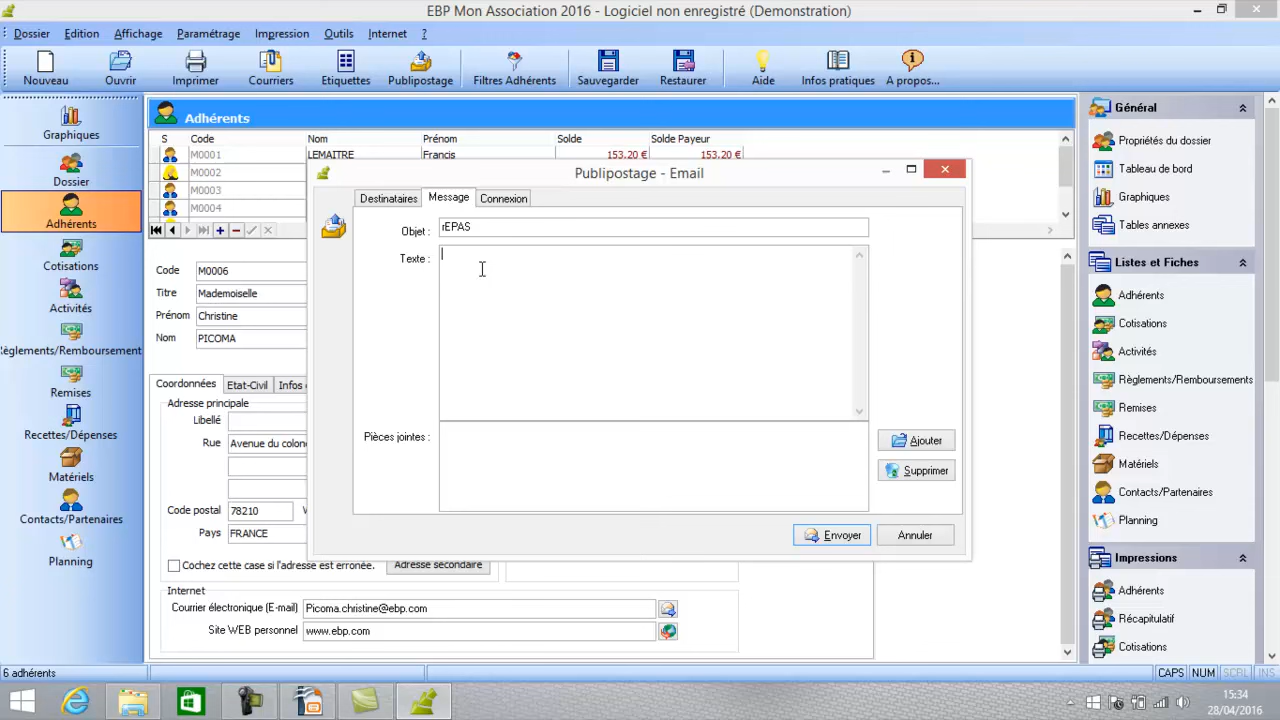 EBP Mon Association 2016 - Logiciel non enregistré (Demonstration)
Dossier Edition Affichage Paramétrage Impression Outils Internet ?
Nouveau Ouvrir Imprimer Courriers Etiquettes Publipostage Filtres Adhérents Sauvegarder Restaurer Aide Infos pratiques A propos...
Graphiques
Dossier
Adhérents
Cotisations
Activités
Règlements/Remboursement
Remises
Recettes/Dépenses
Matériels
Contacts/Partenaires
Planning
Adhérents
S Code Nom Prénom Solde Solde Payeur
M0001 LEMAITRE Francis 153.20 € 153.20 €
M0002
M0003
M0004
Code M0006
Titre Mademoiselle
Prénom Christine
Nom PICOMA
Coordonnées Etat-Civil Infos
Adresse principale
Libellé
Rue Avenue du colon
Code postal 78210
Pays FRANCE
Cochez cette case si l'adresse est erronée. Adresse secondaire
Internet
Courrier électronique (E-mail) Picoma.christine@ebp.com
Site WEB personnel www.ebp.com
Publipostage - Email
Destinataires Message Connexion
Objet : rEPAS
Texte :
Pièces jointes :
Ajouter
Supprimer
Envoyer Annuler
Général
Propriétés du dossier
Tableau de bord
Graphiques
Tables annexes
Listes et Fiches
Adhérents
Cotisations
Activités
Règlements/Remboursements
Remises
Recettes/Dépenses
Matériels
Contacts/Partenaires
Planning
Impressions
Adhérents
Récapitulatif
Cotisations
6 adhérents
CAPS NUM SCRL INS
15:34
28/04/2016